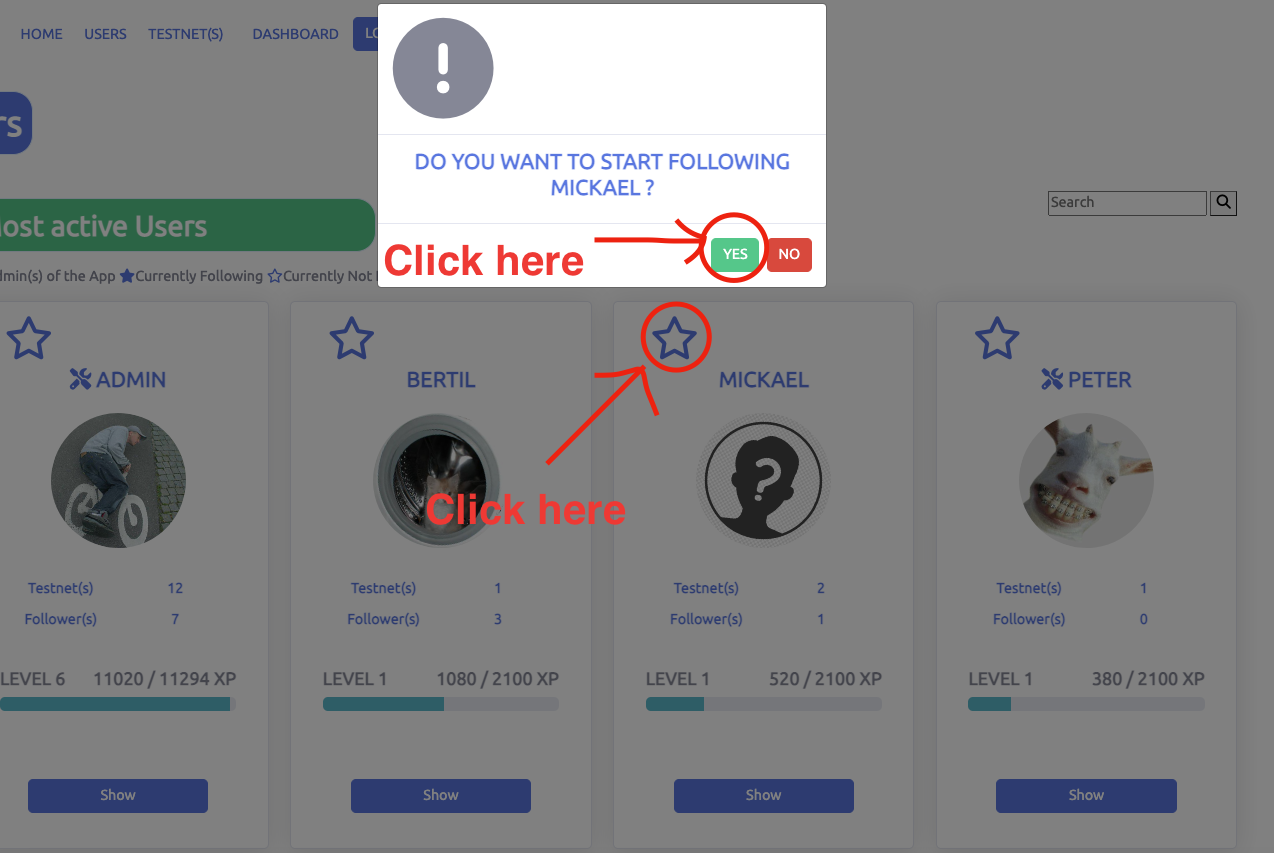 HOME USERS TESTNET(S) DASHBOARD
DO YOU WANT TO START FOLLOWING
MICKAEL ?
Search
Click here
YES NO
ost active Users
dmin(s) of the App Currently Following Currently Not
ADMIN BERTIL MICKAEL PETER
?
Click here
Testnet(s) 12 Testnet(s) 1 Testnet(s) 2 Testnet(s) 1
Follower(s) 7 Follower(s) 3 Follower(s) 1 Follower(s) 0
LEVEL 6 11020 / 11294 XP LEVEL 1 1080 / 2100 XP LEVEL 1 520 / 2100 XP LEVEL 1 380 / 2100 XP
Show Show Show Show